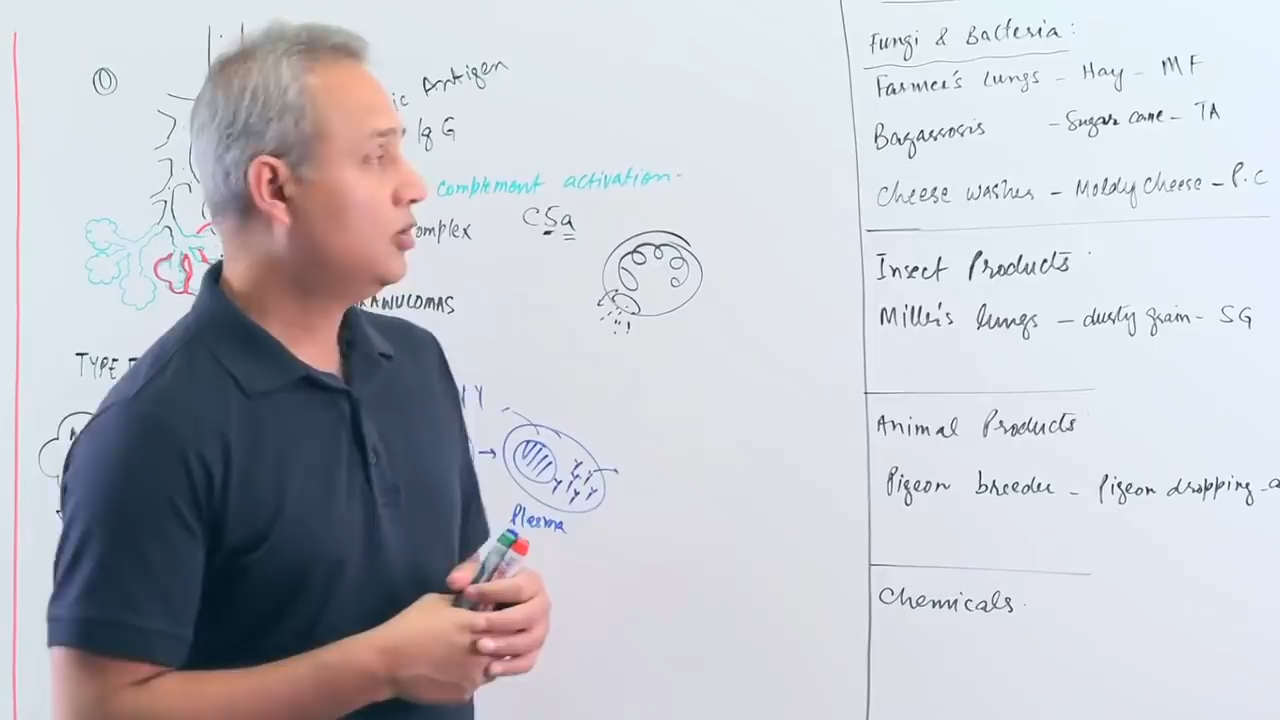 ic Antigen
IgG
complement activation.
C5a
omplex
RANULOMAS
TYPE
Plasma
Fungi & Bacteria:
Farmer's lungs - Hay - MF
Bagassosis - Sugar cane - TA
Cheese washer - Moldy cheese - P.C
Insect Products
Miller's lungs - dusty grain - SG
Animal Products
Pigeon breeder - Pigeon dropping -
Chemicals.